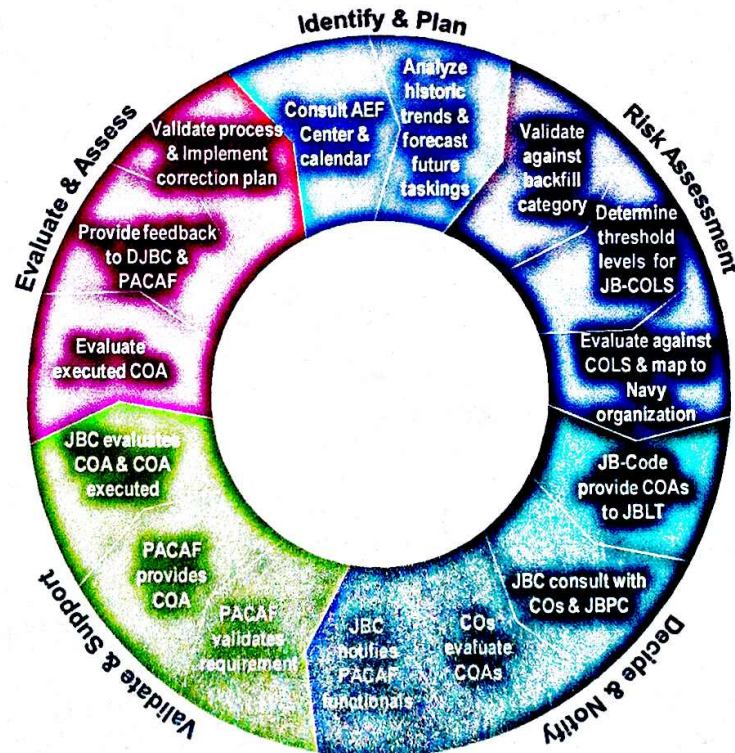 Identify & Plan
Consult AEF
Center &
calendar
Analyze
historic
trends &
forecast
future
taskings
Risk Assessment
Validate
against
backfill
category
Determine
threshold
levels for
JB-COLS
Evaluate against
COLS & map to
Navy
organization
Decide & Notify
JB-Code
provide COAs
to JBLT
JBC consult with
COs & JBPC
COs
evaluate
COAs
JBC
notifies
PACAF
functionals
Validate & Support
PACAF
validates
requirement
PACAF
provides
COA
JBC evaluates
COA & COA
executed
Evaluate & Assess
Evaluate
executed COA
Provide feedback
to DJBC &
PACAF
Validate process
& Implement
correction plan